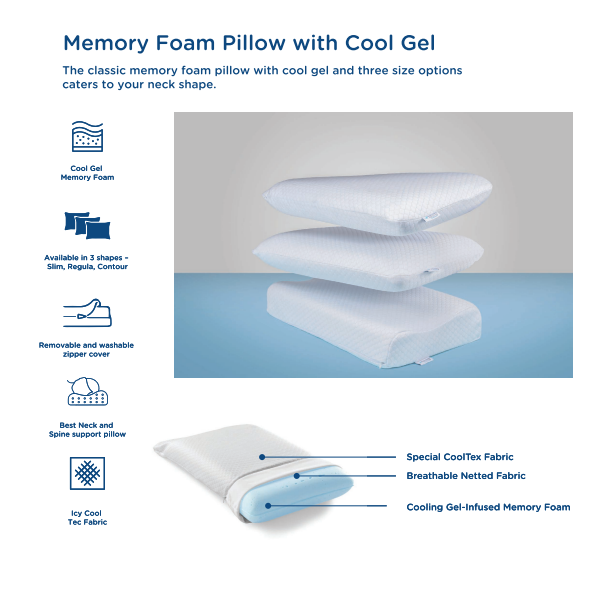 Memory Foam Pillow with Cool Gel
The classic memory foam pillow with cool gel and three size options
caters to your neck shape.
Cool Gel
Memory Foam
Available in 3 shapes –
Slim, Regula, Contour
Removable and washable
zipper cover
Best Neck and
Spine support pillow
Icy Cool
Tec Fabric
Special CoolTex Fabric
Breathable Netted Fabric
Cooling Gel-Infused Memory Foam